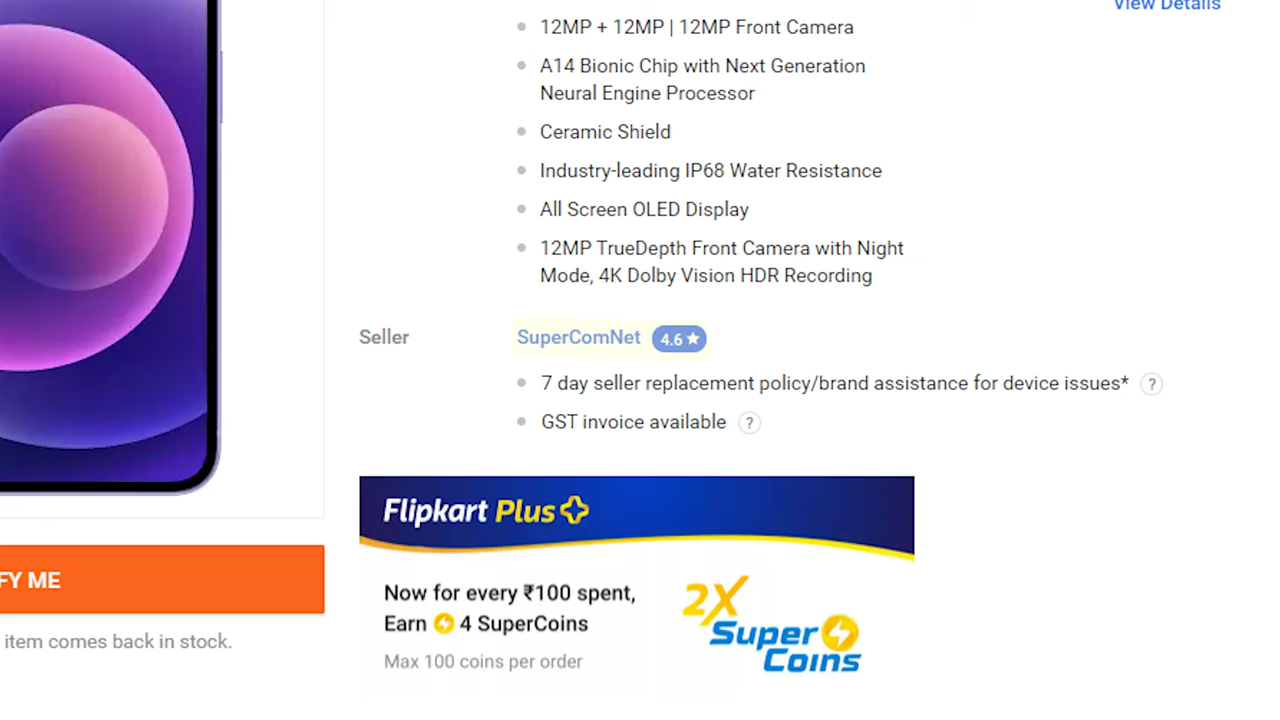 View Details
12MP + 12MP | 12MP Front Camera
A14 Bionic Chip with Next Generation
Neural Engine Processor
Ceramic Shield
Industry-leading IP68 Water Resistance
All Screen OLED Display
12MP TrueDepth Front Camera with Night
Mode, 4K Dolby Vision HDR Recording
Seller
SuperComNet 4.6★
7 day seller replacement policy/brand assistance for device issues* ?
GST invoice available ?
Flipkart Plus
FY ME
Now for every ₹100 spent,
Earn 4 SuperCoins
Max 100 coins per order
2X
Super
Coins
item comes back in stock.